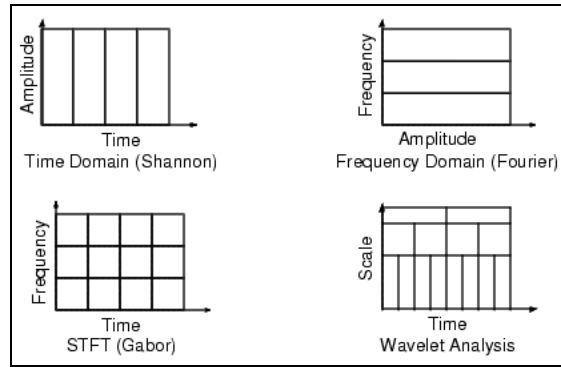 Amplitude
Time
Time Domain (Shannon)
Frequency
Amplitude
Frequency Domain (Fourier)
Frequency
Time
STFT (Gabor)
Scale
Time
Wavelet Analysis